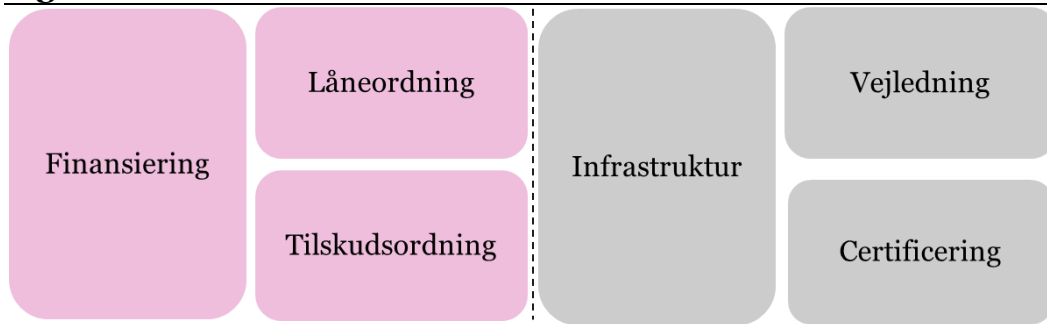 Finansiering
Låneordning
Tilskudsordning
Infrastruktur
Vejledning
Certificering